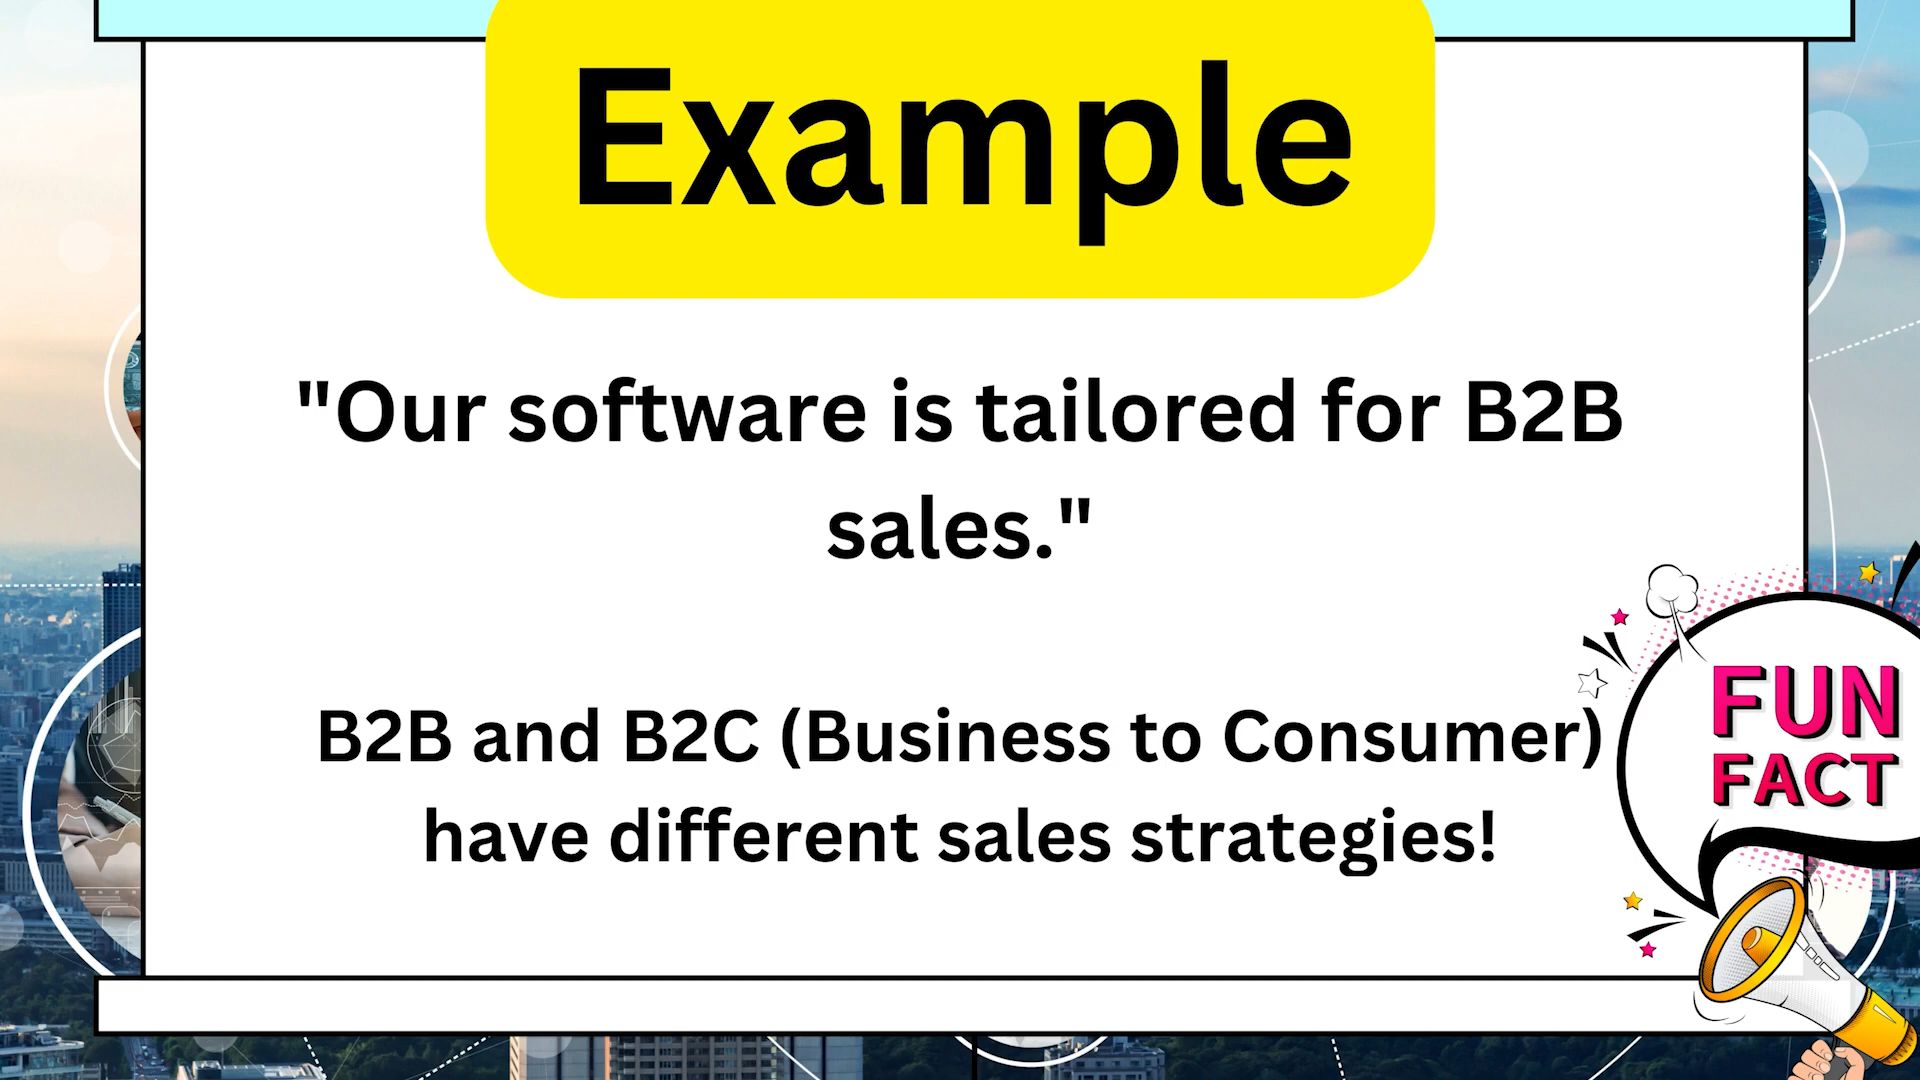 Example
"Our software is tailored for B2B
sales."
B2B and B2C (Business to Consumer)
have different sales strategies!
FUN
FACT